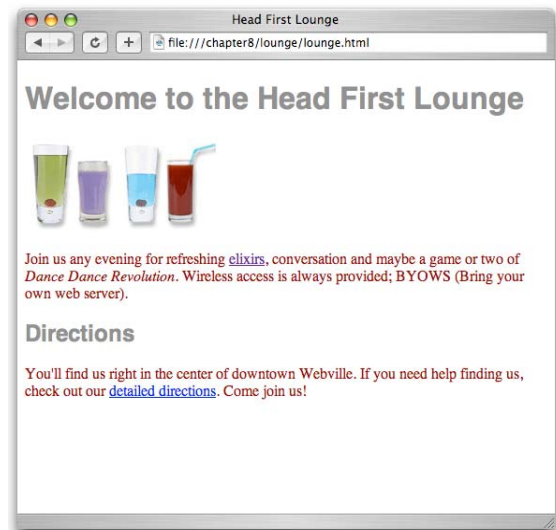 Head First Lounge
file:///chapter8/lounge/lounge.html
Welcome to the Head First Lounge
Join us any evening for refreshing elixirs, conversation and maybe a game or two of
Dance Dance Revolution. Wireless access is always provided; BYOWS (Bring your
own web server).
Directions
You'll find us right in the center of downtown Webville. If you need help finding us,
check out our detailed directions. Come join us!